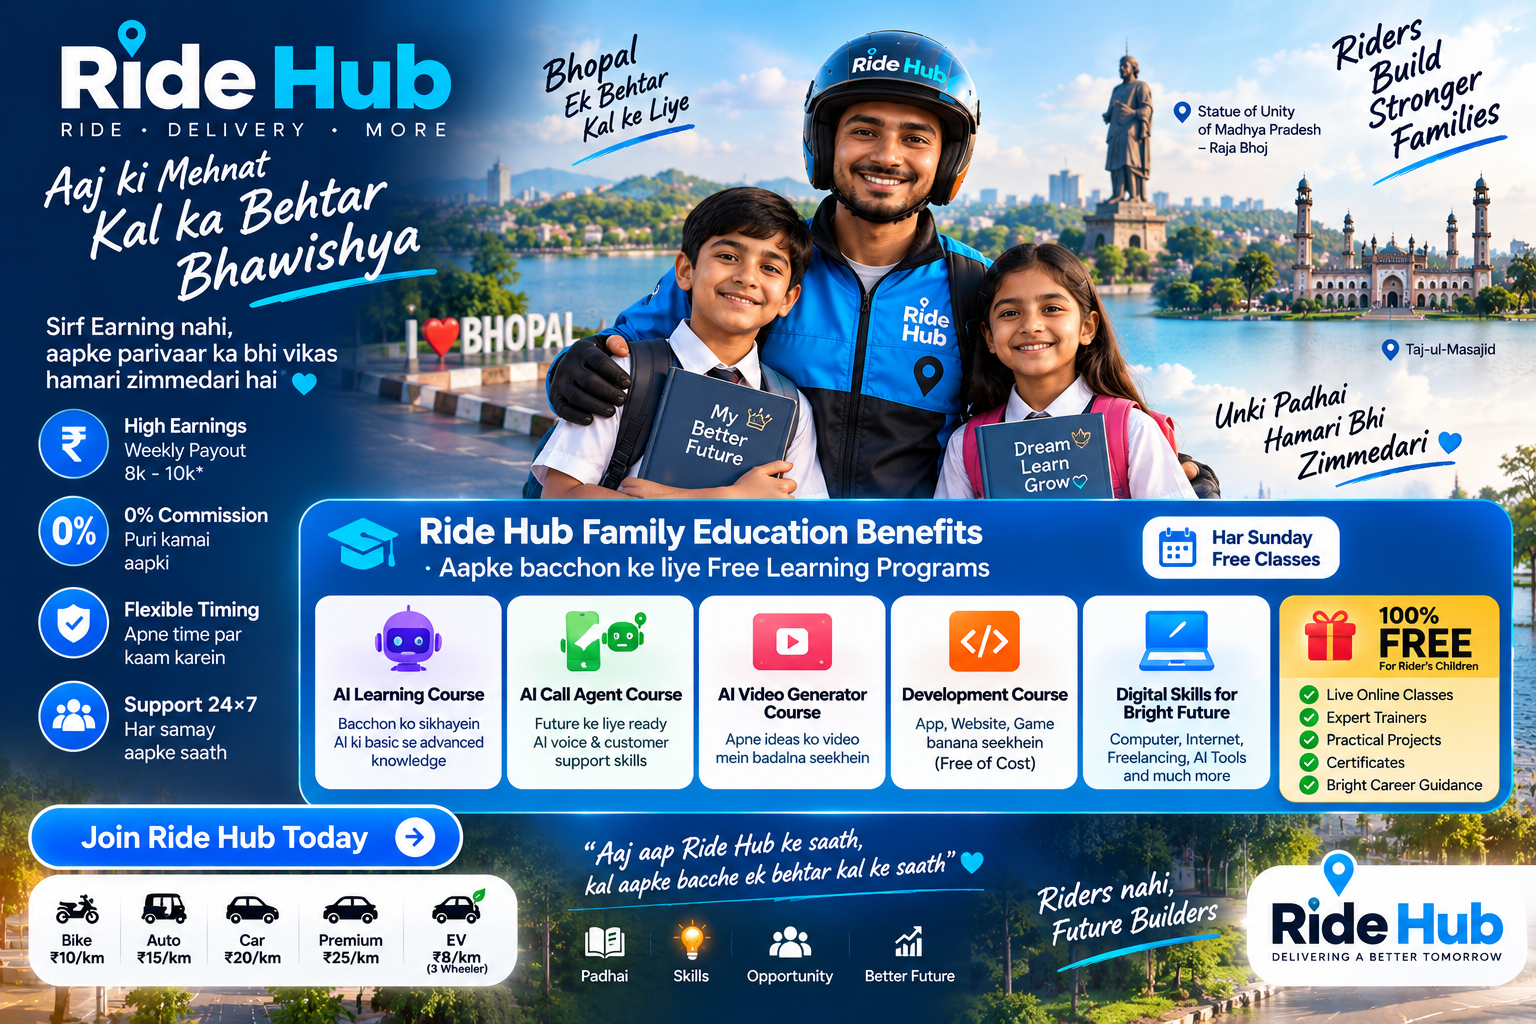 Ride Hub
RIDE • DELIVERY • MORE
Aaj ki Mehnat
Kal ka Behtar
Bhawishya
Sirf Earning nahi,
aapke parivaar ka bhi vikas
hamari zimmedari hai
Bhopal
Ek Behtar
Kal ke Liye
Ride Hub
Statue of Unity
of Madhya Pradesh
– Raja Bhoj
Riders
Build
Stronger
Families
I ❤ BHOPAL
Ride
Hub
Taj-ul-Masajid
My
Better
Future
Dream
Learn
Grow
Unki Padhai
Hamari Bhi
Zimmedari
₹
High Earnings
Weekly Payout
8k - 10k*
0%
0% Commission
Puri kamai
aapki
Flexible Timing
Apne time par
kaam karein
Support 24×7
Har samay
aapke saath
Ride Hub Family Education Benefits
· Aapke bacchon ke liye Free Learning Programs
Har Sunday
Free Classes
AI Learning Course
Bacchon ko sikhayein
AI ki basic se advanced
knowledge
AI Call Agent Course
Future ke liye ready
AI voice & customer
support skills
AI Video Generator
Course
Apne ideas ko video
mein badalna seekhein
</>
Development Course
App, Website, Game
banana seekhein
(Free of Cost)
Digital Skills for
Bright Future
Computer, Internet,
Freelancing, AI Tools
and much more
100%
FREE
For Rider's Children
Live Online Classes
Expert Trainers
Practical Projects
Certificates
Bright Career Guidance
Join Ride Hub Today
Bike
₹10/km
Auto
₹15/km
Car
₹20/km
Premium
₹25/km
EV
₹8/km
(3 Wheeler)
“Aaj aap Ride Hub ke saath,
kal aapke bacche ek behtar kal ke saath”
Padhai
Skills
Opportunity
Better Future
Riders nahi,
Future Builders
Ride Hub
DELIVERING A BETTER TOMORROW